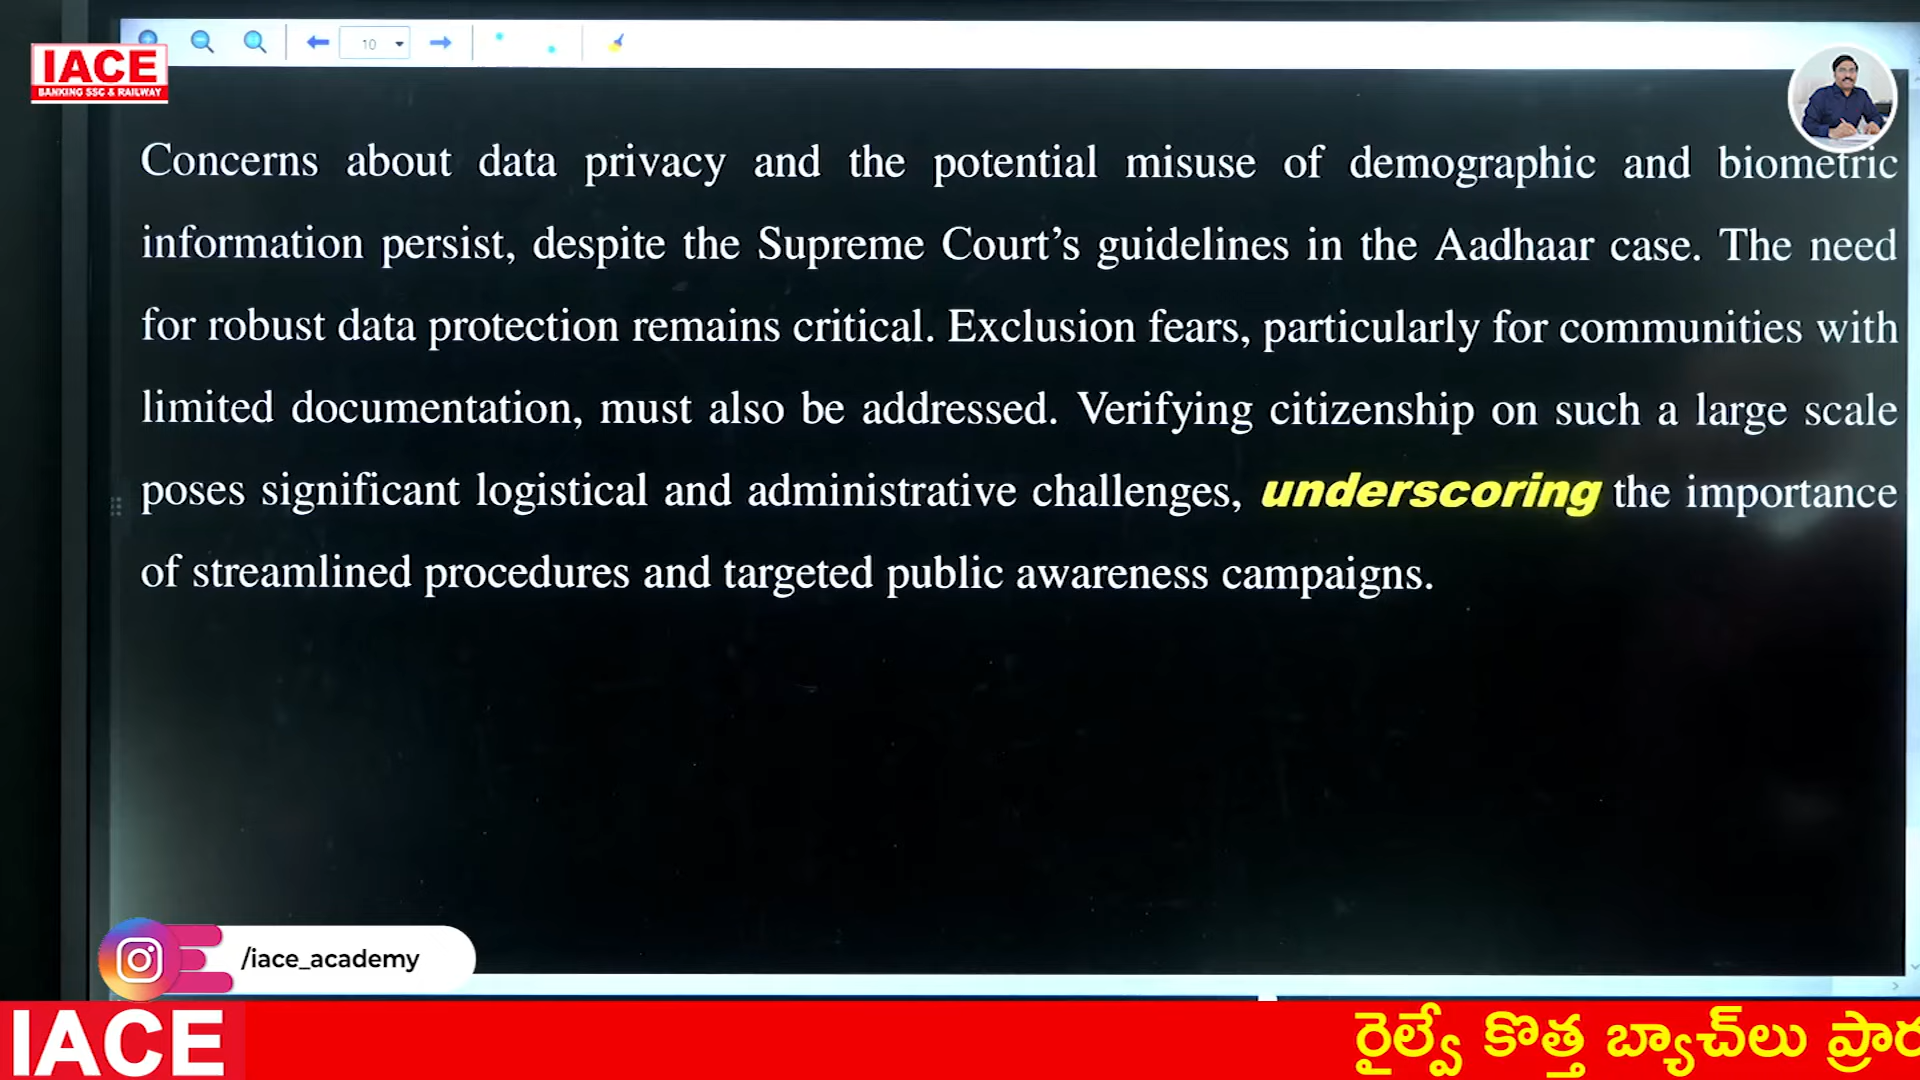 10
IACE
BANKING SSC & RAILWAY
Concerns about data privacy and the potential misuse of demographic and biometric
information persist, despite the Supreme Court’s guidelines in the Aadhaar case. The need
for robust data protection remains critical. Exclusion fears, particularly for communities with
limited documentation, must also be addressed. Verifying citizenship on such a large scale
poses significant logistical and administrative challenges, underscoring the importance
of streamlined procedures and targeted public awareness campaigns.
/iace_academy
IACE
రైల్వే కొత్త బ్యాచ్‌లు